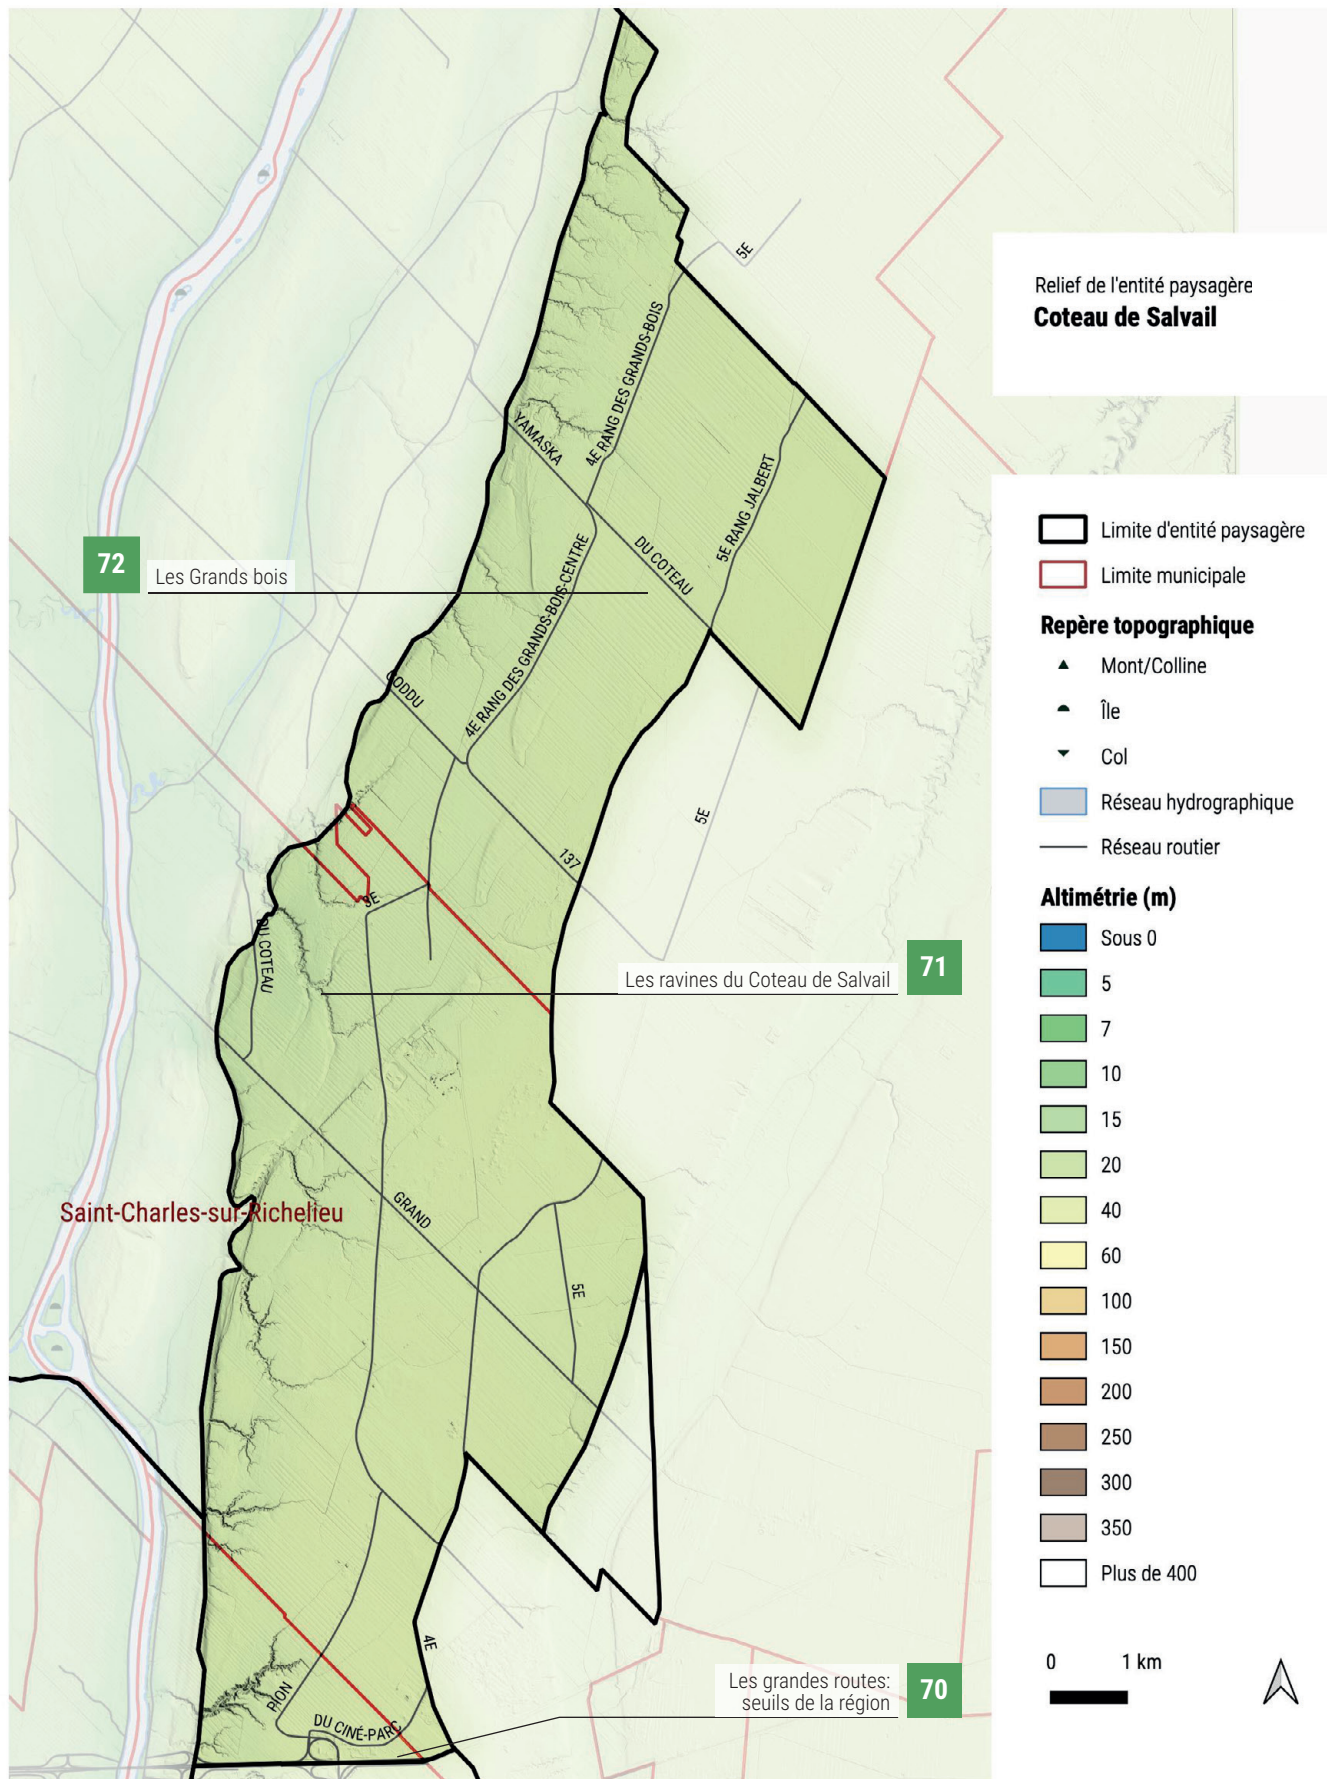 Relief de l'entité paysagère
Coteau de Salvail
5E
4E RANG DES GRANDS-BOIS
YAMASKA
5E RANG JALBERT
DU COTEAU
72
Les Grands bois
4E RANG DES GRANDS-BOIS-CENTRE
CODDU
5E
137
3E
DU COTEAU
Les ravines du Coteau de Salvail
71
Saint-Charles-sur-Richelieu
GRAND
5E
4E
RION
DU CINÉ-PARC
Les grandes routes:
seuils de la région
70
Limite d'entité paysagère
Limite municipale
Repère topographique
Mont/Colline
Île
Col
Réseau hydrographique
Réseau routier
Altimétrie (m)
Sous 0
5
7
10
15
20
40
60
100
150
200
250
300
350
Plus de 400
0 1 km